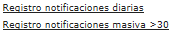 Registro notificaciones diarias
Registro notificaciones masiva >30